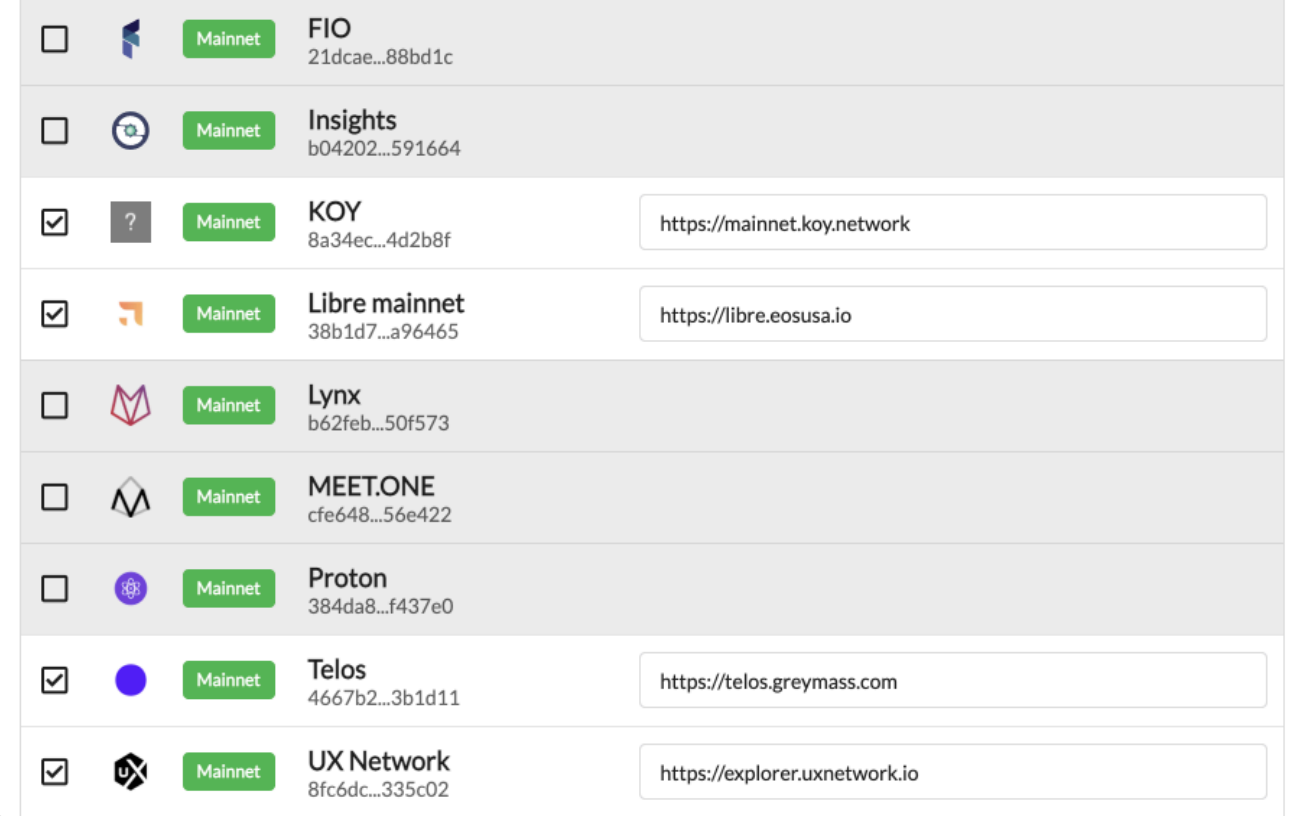 Mainnet
FIO
21dcae...88bd1c
Mainnet
Insights
b04202...591664
?
Mainnet
KOY
8a34ec...4d2b8f
https://mainnet.koy.network
Mainnet
Libre mainnet
38b1d7...a96465
https://libre.eosusa.io
Mainnet
Lynx
b62feb...50f573
Mainnet
MEET.ONE
cfe648...56e422
Mainnet
Proton
384da8...f437e0
Mainnet
Telos
4667b2...3b1d11
https://telos.greymass.com
UX
Mainnet
UX Network
8fc6dc...335c02
https://explorer.uxnetwork.io